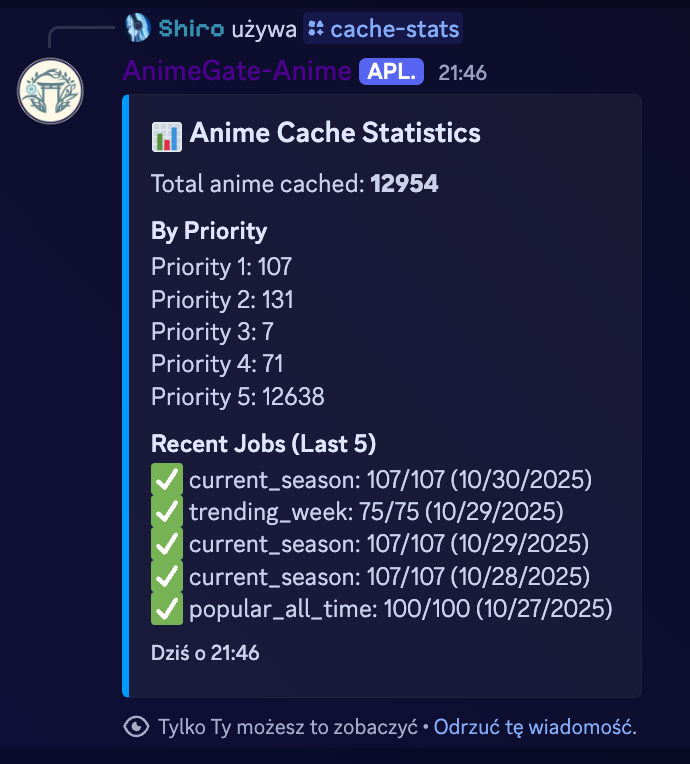 Shiro używa cache-stats
AnimeGate-Anime APL. 21:46
📊 Anime Cache Statistics
Total anime cached: 12954
By Priority
Priority 1: 107
Priority 2: 131
Priority 3: 7
Priority 4: 71
Priority 5: 12638
Recent Jobs (Last 5)
✅ current_season: 107/107 (10/30/2025)
✅ trending_week: 75/75 (10/29/2025)
✅ current_season: 107/107 (10/29/2025)
✅ current_season: 107/107 (10/28/2025)
✅ popular_all_time: 100/100 (10/27/2025)
Dziś o 21:46
Tylko Ty możesz to zobaczyć • Odrzuć tę wiadomość.